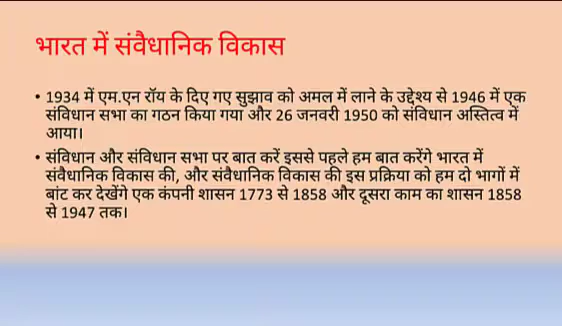 भारत में संवैधानिक विकास
• 1934 में एम.एन रॉय के दिए गए सुझाव को अमल में लाने के उद्देश्य से 1946 में एक
संविधान सभा का गठन किया गया और 26 जनवरी 1950 को संविधान अस्तित्व में
आया।
• संविधान और संविधान सभा पर बात करें इससे पहले हम बात करेंगे भारत में
संवैधानिक विकास की, और संवैधानिक विकास की इस प्रक्रिया को हम दो भागों में
बांट कर देखेंगे एक कंपनी शासन 1773 से 1858 और दूसरा काम का शासन 1858
से 1947 तक।